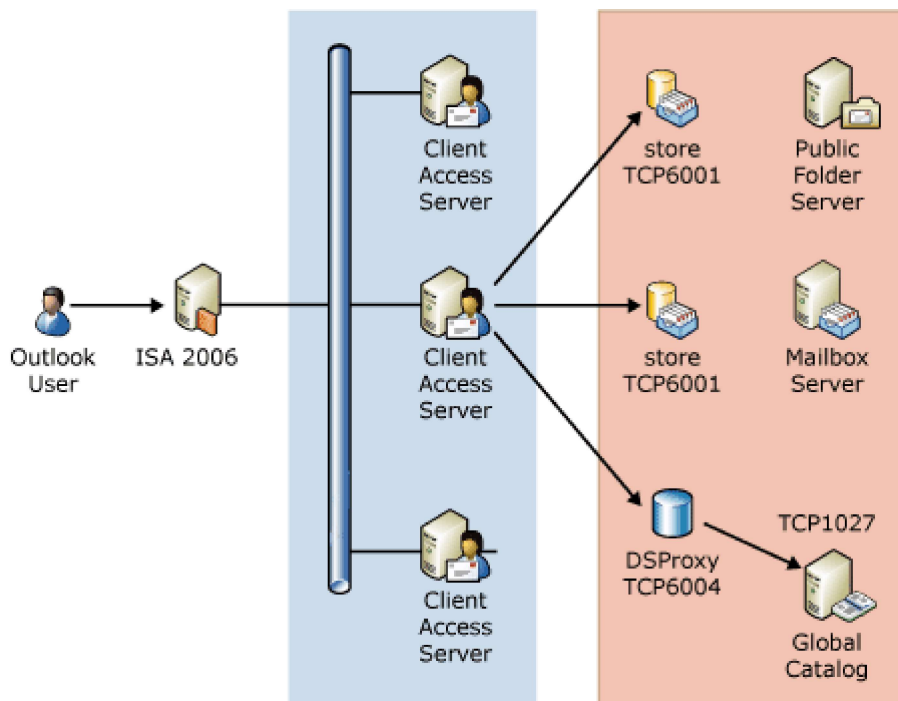 Outlook
User
ISA 2006
Client
Access
Server
Client
Access
Server
Client
Access
Server
store
TCP6001
Public
Folder
Server
store
TCP6001
Mailbox
Server
DSProxy
TCP6004
TCP1027
Global
Catalog